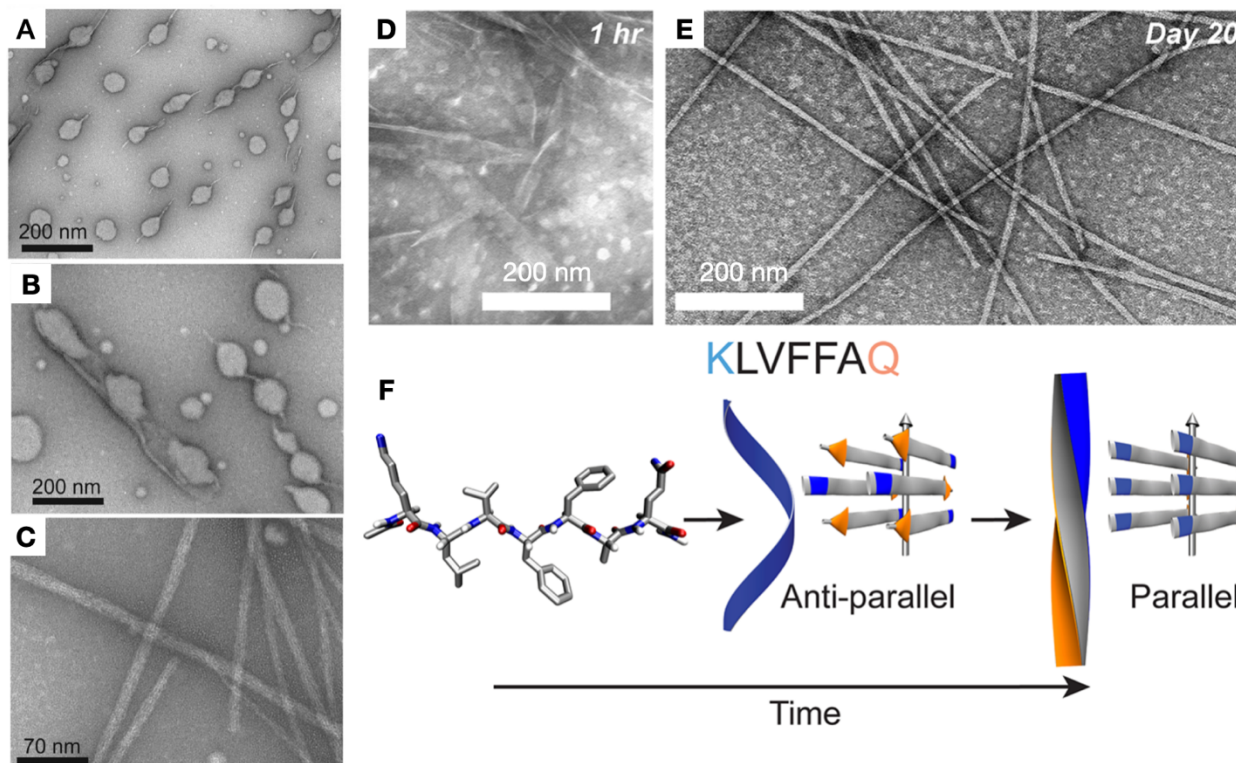 A
200 nm
B
200 nm
C
70 nm
D
1 hr
200 nm
E
Day 20
200 nm
F
KLVFFAQ
Anti-parallel
Parallel
Time